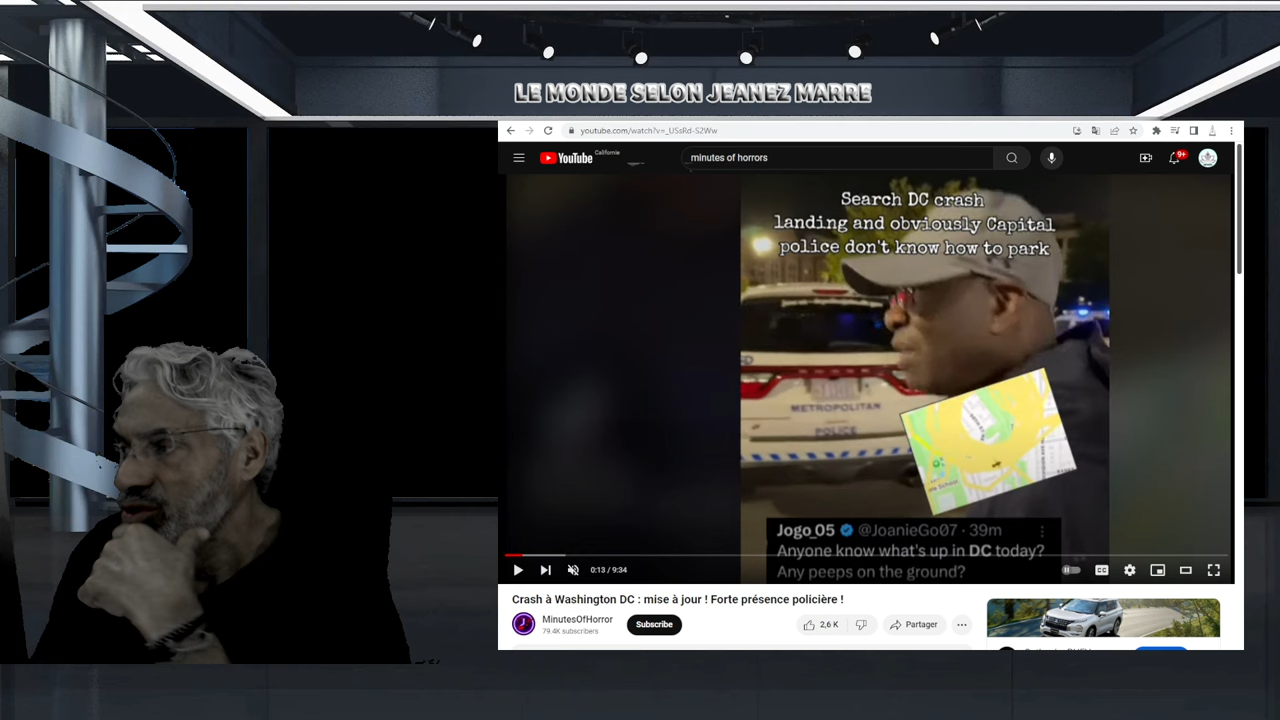 LE MONDE SELON JEANEZ MARRE
youtube.com/watch?v=_USsRd-S2Ww
YouTube
Californie
minutes of horrors
9+
Search DC crash
landing and obviously Capital
police don't know how to park
METROPOLITAN
POLICE
Jogo_05 @JoanieGo07 · 39m
Anyone know what's up in DC today?
Any peeps on the ground?
0:13 / 9:34
CC
Crash à Washington DC : mise à jour ! Forte présence policière !
MinutesOfHorror
79.4K subscribers
Subscribe
2,6 K
Partager